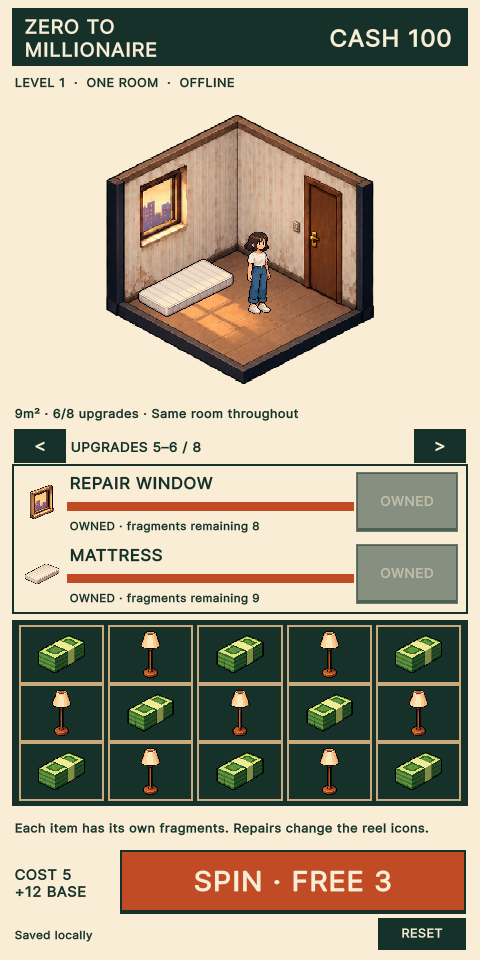 ZERO TO
MILLIONAIRE
CASH 100
LEVEL 1 · ONE ROOM · OFFLINE
9m² · 6/8 upgrades · Same room throughout
< UPGRADES 5–6 / 8 >
REPAIR WINDOW
OWNED
OWNED · fragments remaining 8
MATTRESS
OWNED
OWNED · fragments remaining 9
Each item has its own fragments. Repairs change the reel icons.
COST 5
+12 BASE
SPIN · FREE 3
Saved locally
RESET